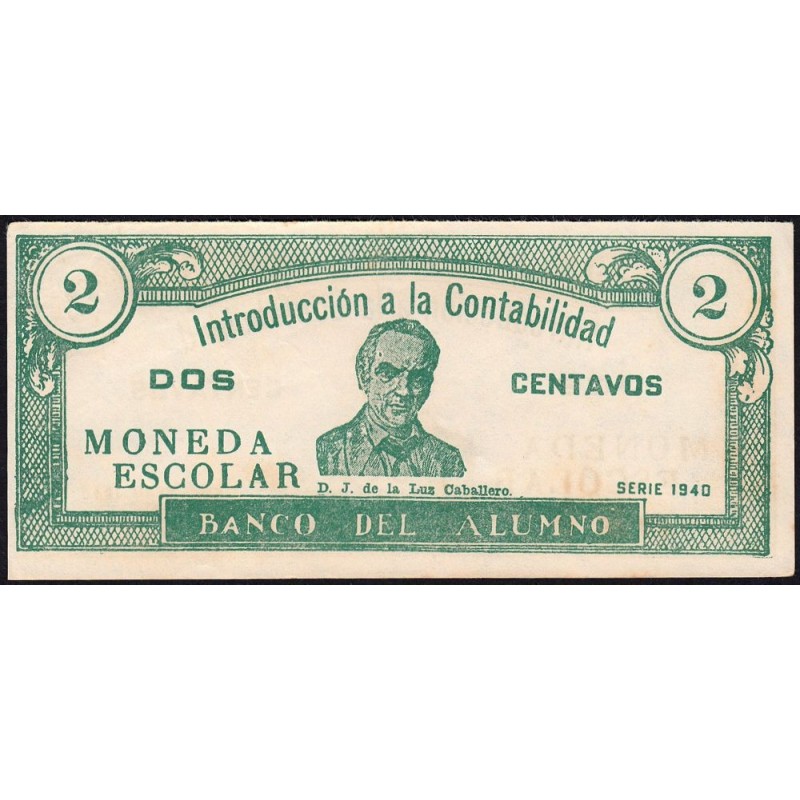 2 2
Introducción a la Contabilidad
DOS CENTAVOS
MONEDA
ESCOLAR
D. J. de la Luz Caballero.
SERIE 1940
BANCO DEL ALUMNO